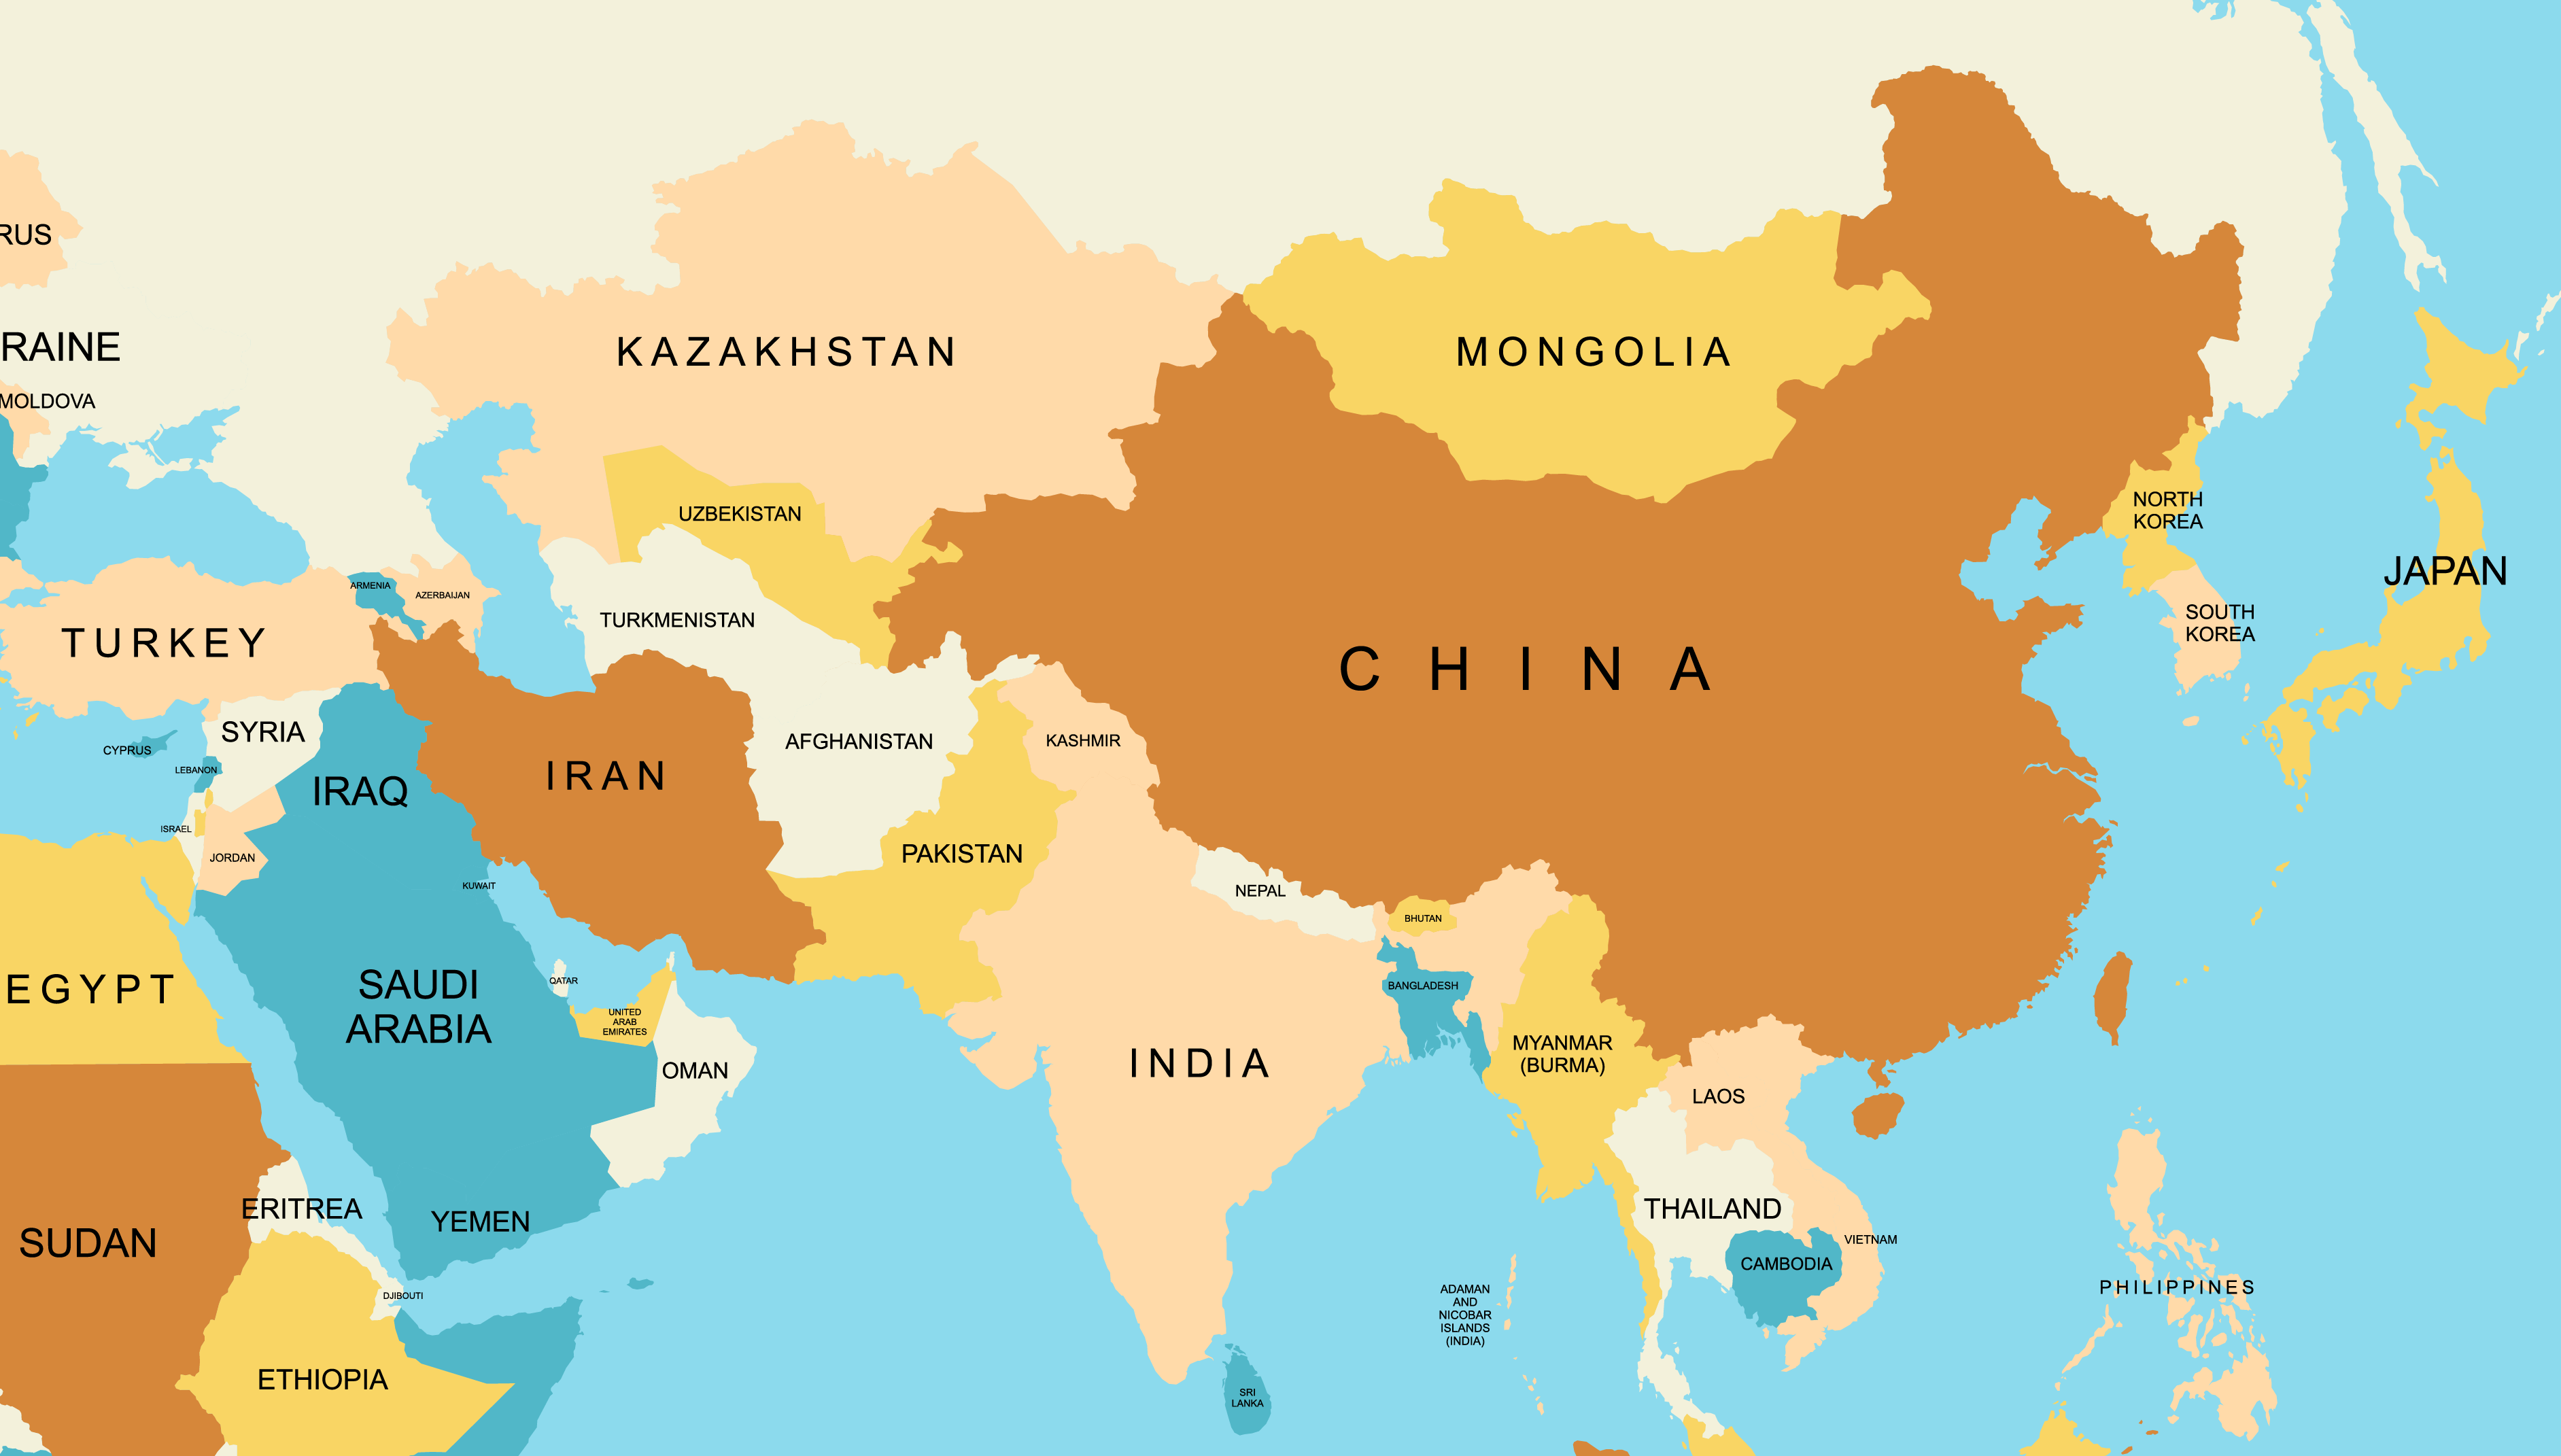 RUS
RAINE
MOLDOVA
KAZAKHSTAN
MONGOLIA
UZBEKISTAN
TURKMENISTAN
NORTH
KOREA
SOUTH
KOREA
JAPAN
ARMENIA
AZERBAIJAN
TURKEY
CHINA
SYRIA
CYPRUS
LEBANON
IRAQ
IRAN
AFGHANISTAN
KASHMIR
ISRAEL
JORDAN
PAKISTAN
KUWAIT
NEPAL
BHUTAN
EGYPT
SAUDI
ARABIA
QATAR
UNITED
ARAB
EMIRATES
OMAN
BANGLADESH
INDIA
MYANMAR
(BURMA)
LAOS
ERITREA
YEMEN
SUDAN
THAILAND
VIETNAM
CAMBODIA
DJIBOUTI
ADAMAN
AND
NICOBAR
ISLANDS
(INDIA)
PHILIPPINES
ETHIOPIA
SRI
LANKA